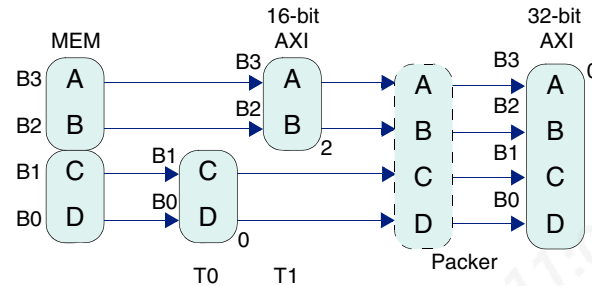 16-bit 32-bit
MEM AXI AXI
B3 A B3 A A B3 A 0
B2 B B2 B 2 B B2 B
B1 C B1 C C B1 C
B0 D B0 D 0 D B0 D
Packer
T0 T1